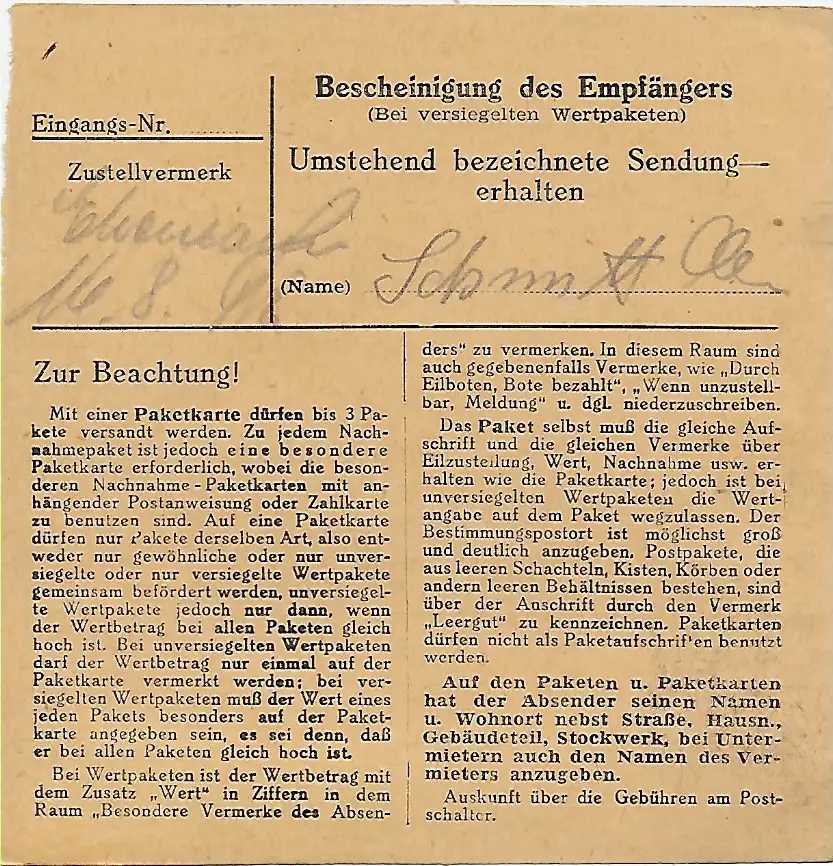 Eingangs-Nr. ........
Zustellvermerk
16. 8.
Bescheinigung des Empfängers
(Bei versiegelten Wertpaketen)
Umstehend bezeichnete Sendung—
erhalten
(Name) Schmitt
Zur Beachtung!
Mit einer Paketkarte dürfen bis 3 Pa-
kete versandt werden. Zu jedem Nach-
nahmepaket ist jedoch eine besondere
Paketkarte erforderlich, wobei die beson-
deren Nachnahme-Paketkarten mit an-
hängender Postanweisung oder Zahlkarte
zu benutzen sind. Auf eine Paketkarte
dürfen nur Pakete derselben Art, also ent-
weder nur gewöhnliche oder nur unver-
siegelte oder nur versiegelte Wertpakete
gemeinsam befördert werden, unversiegel-
te Wertpakete jedoch nur dann, wenn
der Wertbetrag bei allen Paketen gleich
hoch ist. Bei unversiegelten Wertpaketen
darf der Wertbetrag nur einmal auf der
Paketkarte vermerkt werden; bei ver-
siegelten Wertpaketen muß der Wert eines
jeden Pakets besonders auf der Paket-
karte angegeben sein, es sei denn, daß
er bei allen Paketen gleich hoch ist.
Bei Wertpaketen ist der Wertbetrag mit
dem Zusatz „Wert" in Ziffern in dem
Raum „Besondere Vermerke des Absen-
ders" zu vermerken. In diesem Raum sind
auch gegebenenfalls Vermerke, wie „Durch
Eilboten, Bote bezahlt", „Wenn unzustell-
bar, Meldung" u. dgl. niederzuschreiben.
Das Paket selbst muß die gleiche Auf-
schrift und die gleichen Vermerke über
Eilzustellung, Wert, Nachnahme usw. er-
halten wie die Paketkarte; jedoch ist bei
unversiegelten Wertpaketen die Wert-
angabe auf dem Paket wegzulassen. Der
Bestimmungspostort ist möglichst groß
und deutlich anzugeben. Postpakete, die
aus leeren Schachteln, Kisten, Körben oder
andern leeren Behältnissen bestehen, sind
über der Anschrift durch den Vermerk
„Leergut" zu kennzeichnen. Paketkarten
dürfen nicht als Paketaufschriften benutzt
werden.
Auf den Paketen u. Paketkarten
hat der Absender seinen Namen
u. Wohnort nebst Straße, Hausn.,
Gebäudeteil, Stockwerk, bei Unter-
mietern auch den Namen des Ver-
mieters anzugeben.
Auskunft über die Gebühren am Post-
schalter.